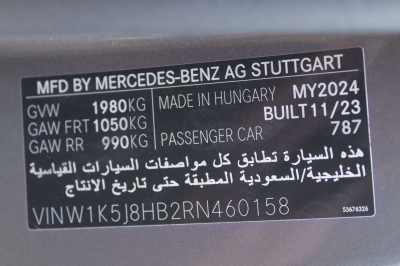 MFD BY MERCEDES-BENZ AG STUTTGART
GVW 1980KG MADE IN HUNGARY MY2024
GAW FRT 1050KG BUILT 11/23
GAW RR 990KG PASSENGER CAR 787
هذه السيارة تطابق كل مواصفات السيارات القياسية
الخليجية/السعودية المطبقة حتى تاريخ الانتاج
VINW1K5J8HB2RN460158
53676326